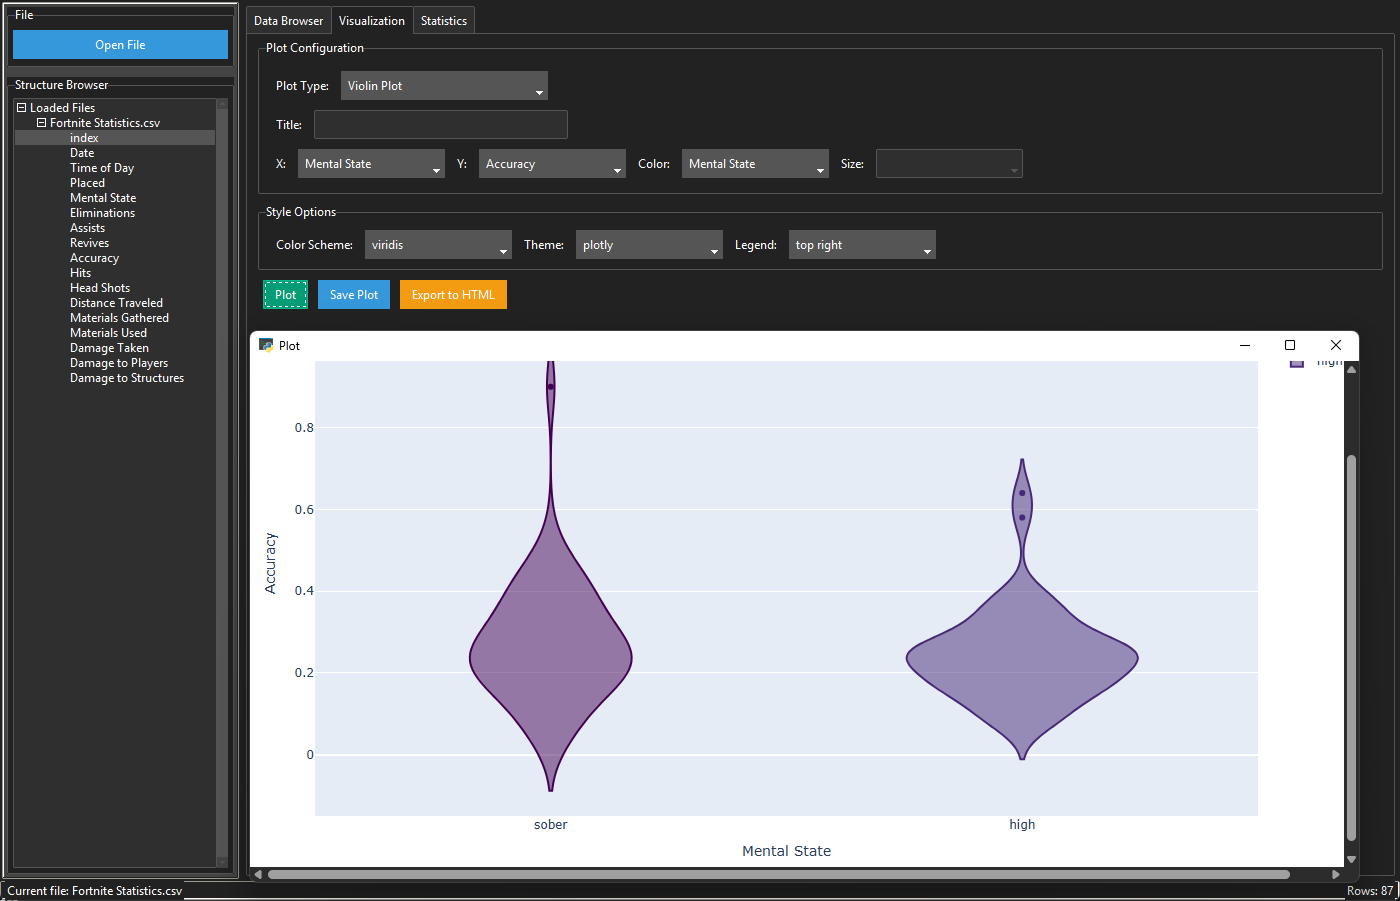 File
Open File
Structure Browser
Loaded Files
Fortnite Statistics.csv
index
Date
Time of Day
Placed
Mental State
Eliminations
Assists
Revives
Accuracy
Hits
Head Shots
Distance Traveled
Materials Gathered
Materials Used
Damage Taken
Damage to Players
Damage to Structures
Data Browser Visualization Statistics
Plot Configuration
Plot Type: Violin Plot
Title:
X: Mental State Y: Accuracy Color: Mental State Size:
Style Options
Color Scheme: viridis Theme: plotly Legend: top right
Plot Save Plot Export to HTML
Plot
high
0.8
0.6
0.4
0.2
0
Accuracy
sober high
Mental State
Current file: Fortnite Statistics.csv Rows: 87